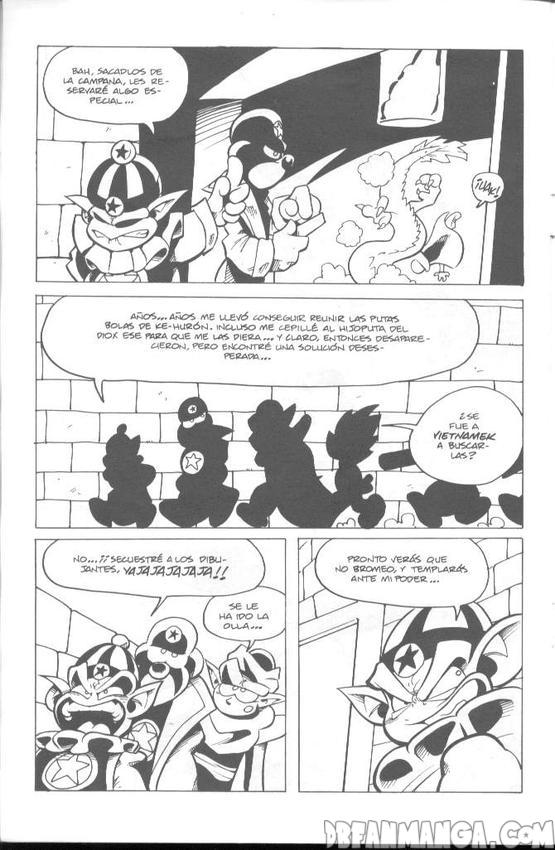 BAH, SACADLOS DE
LA CAMPANA, LES RE-
SERVARÉ ALGO ES-
PECIAL...
¡UAK!
AÑOS... AÑOS ME LLEVÓ CONSEGUIR REUNIR LAS PUTAS
BOLAS DE KE-HURÓN. INCLUSO ME CEPILLÉ AL HIJOPUTA DEL
DIOX ESE PARA QUE ME LAS DIERA... Y CLARO, ENTONCES DESAPARE-
CIERON, PERO ENCONTRÉ UNA SOLUCIÓN DESES-
PERADA...
¿SE
FUE A
VIETNAMEK
A BUSCAR-
LAS?
NO... ¡¡SECUESTRÉ A LOS DIBU-
JANTES, YAJAJAJAJAJA!!
SE LE
HA IDO LA
OLLA...
PRONTO VERÁS QUE
NO BROMEO, Y TEMPLARÁS
ANTE MI PODER...
DBFANMANGA.COM